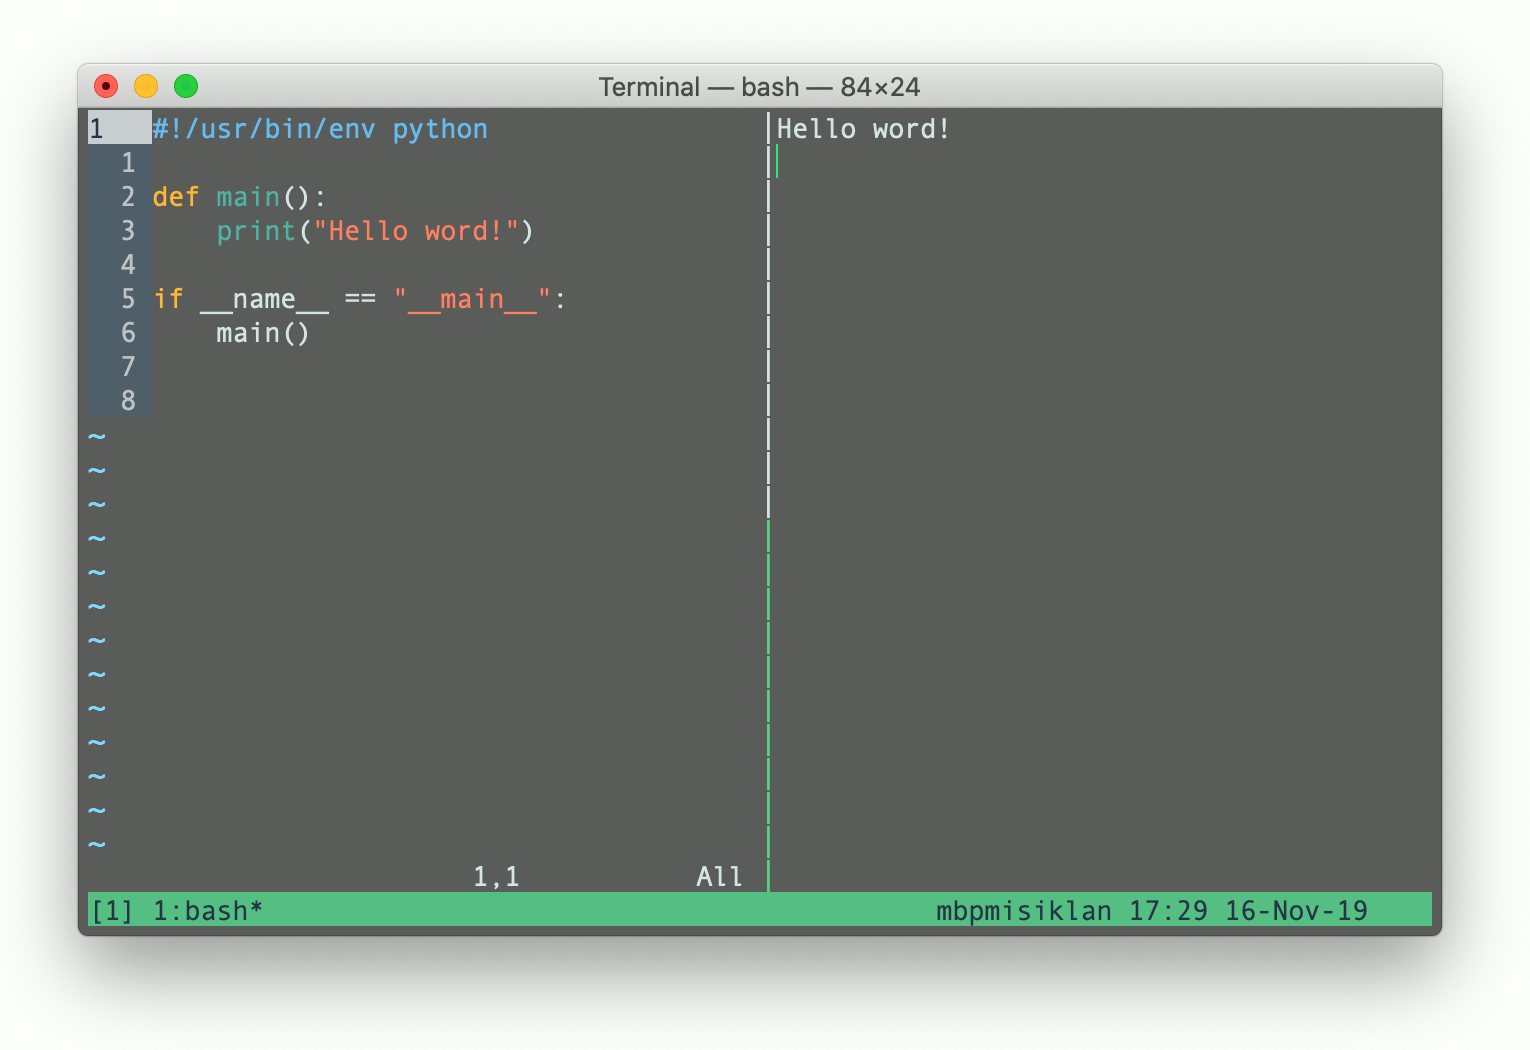 Terminal — bash — 84×24
1   #!/usr/bin/env python
  1
  2 def main():
  3     print("Hello word!")
  4
  5 if __name__ == "__main__":
  6     main()
  7
  8
~
~
~
~
~
~
~
~
~
~
~
~
~
1,1 All
Hello word!
[1] 1:bash* mbpmisiklan 17:29 16-Nov-19